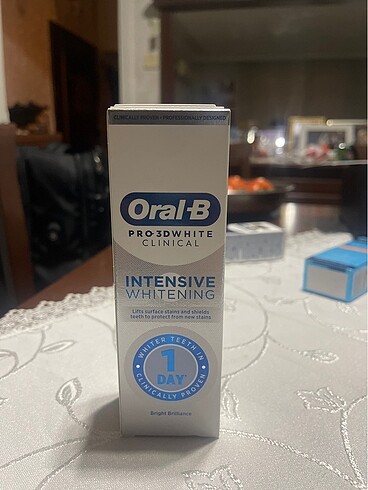 CLINICALLY PROVEN • PROFESSIONALLY DESIGNED
Oral-B
PRO·3DWHITE
CLINICAL
INTENSIVE
WHITENING
Lifts surface stains and shields
teeth to protect from new stains
WHITER TEETH IN
1
DAY*
CLINICALLY PROVEN
Bright Brilliance